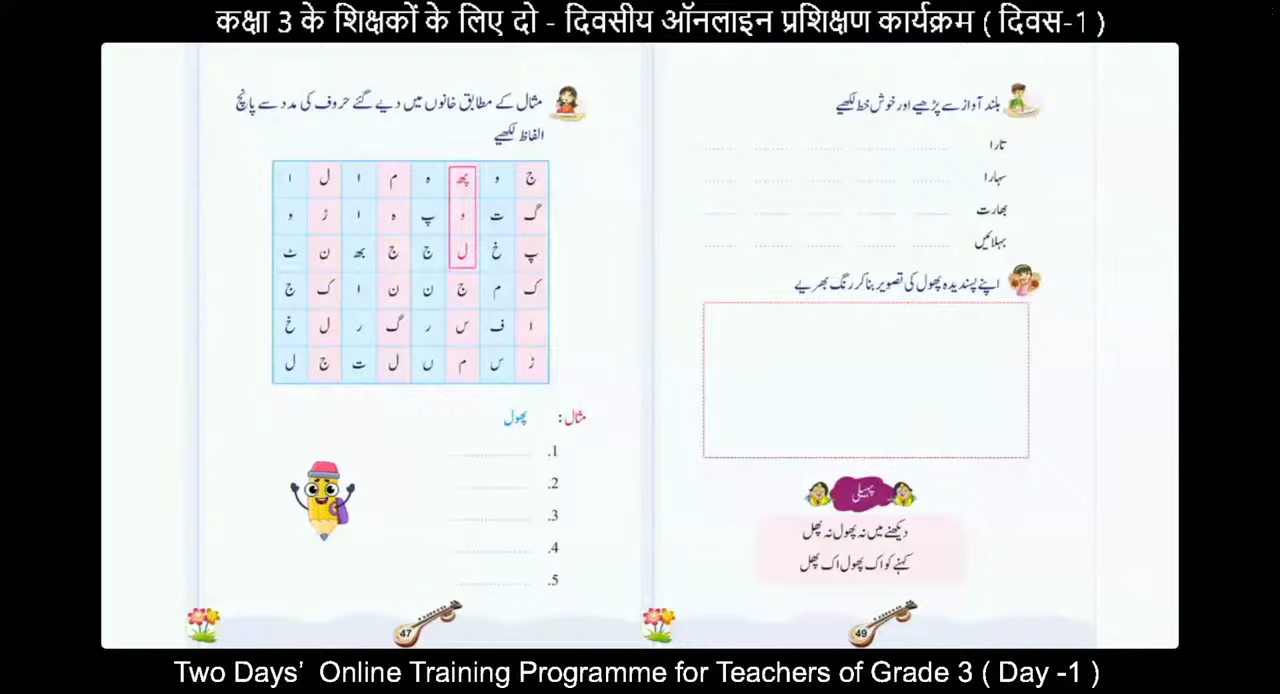 कक्षा 3 के शिक्षकों के लिए दो - दिवसीय ऑनलाइन प्रशिक्षण कार्यक्रम ( दिवस-1 )
بلند آواز سے پڑھیے اور خوش خط لکھیے
تارا
سہارا
بھارت
بہلائیں
اپنے پسندیدہ پھول کی تصویر بنا کر رنگ بھریے
پہیلی
دیکھنے میں نہ پھول نہ پھل
کہنے کو اک پھول اک پھل
49
مثال کے مطابق خانوں میں دیے گئے حروف کی مدد سے پانچ
الفاظ لکھیے
ج و پھ ہ م ا ل ا
گ ت و پ ہ ا ڑ و
پ خ ل ج ج بھ ن ٹ
ک م ج ن ن ا ک ج
ا ف س ر گ ر ل خ
ڑ س م ں ل ت ج ل
مثال : پھول
1.
2.
3.
4.
5.
47
Two Days’ Online Training Programme for Teachers of Grade 3 ( Day -1 )